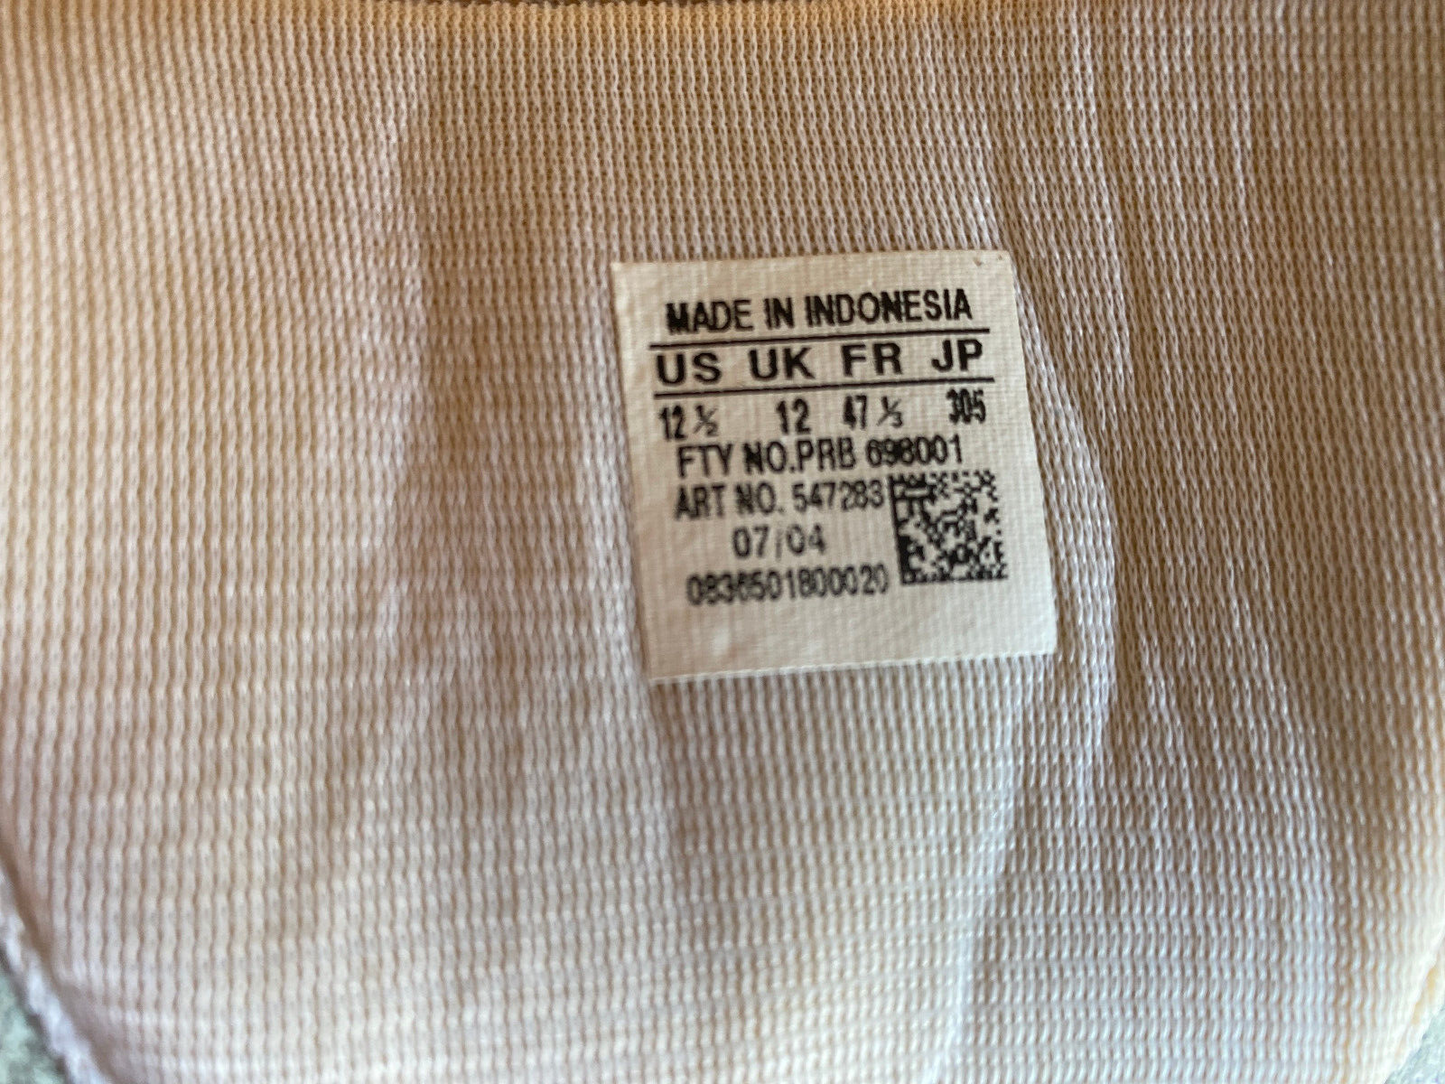 MADE IN INDONESIA
US UK FR JP
12 ½ 12 47 ⅓ 305
FTY NO.PRB 698001
ART NO. 547283
07/04
0836501800020